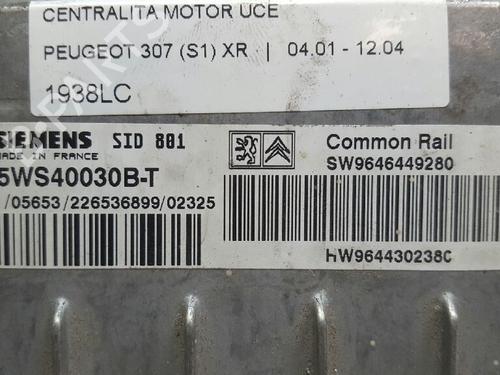 CENTRALITA MOTOR UCE
PEUGEOT 307 (S1) XR | 04.01 - 12.04
1938LC
SIEMENS SID 801
MADE IN FRANCE
5WS40030B-T
/05653/226536899/02325
Common Rail
SW9646449280
HW9644302380